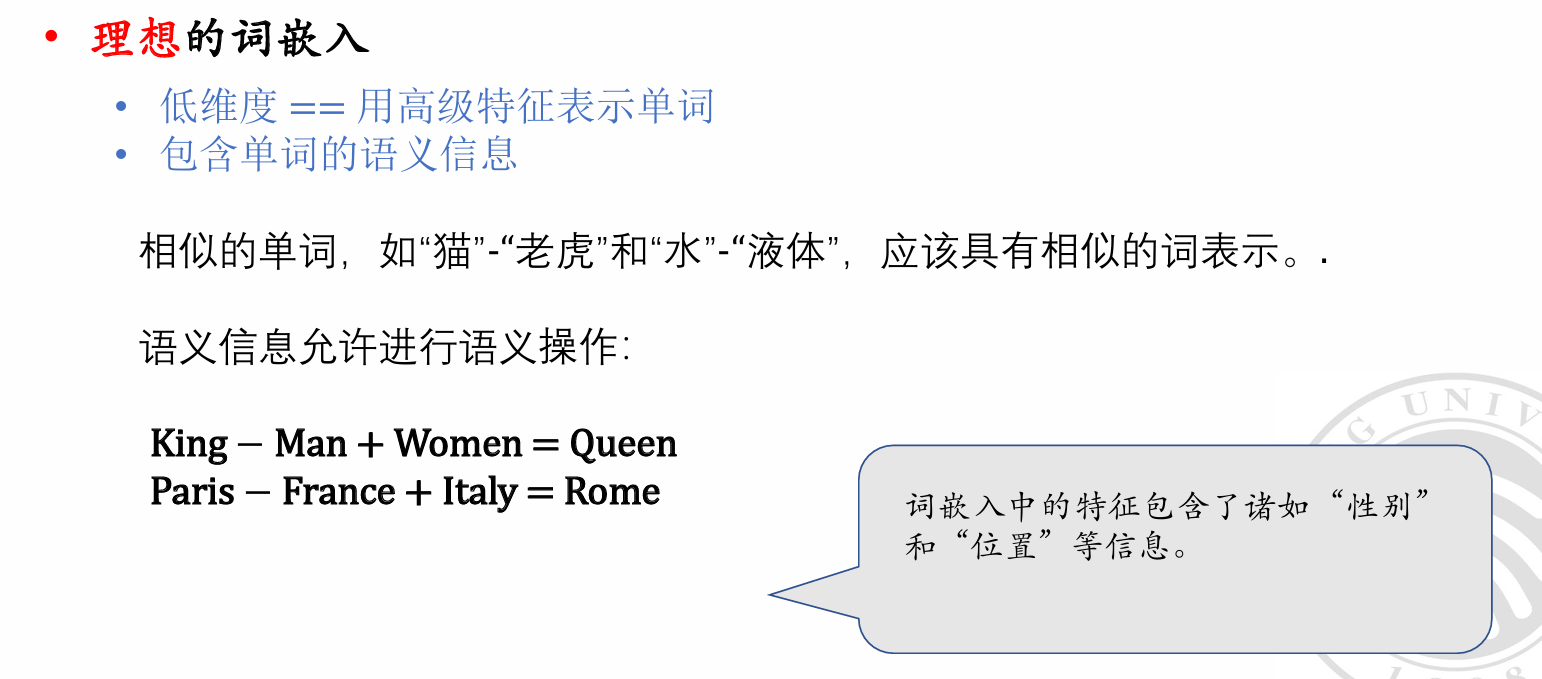 • 理想的词嵌入
• 低维度 == 用高级特征表示单词
• 包含单词的语义信息
相似的单词，如“猫”-“老虎”和“水”-“液体”，应该具有相似的词表示。.
语义信息允许进行语义操作：
King − Man + Women = Queen
Paris − France + Italy = Rome
词嵌入中的特征包含了诸如“性别”
和“位置”等信息。
G UNIV